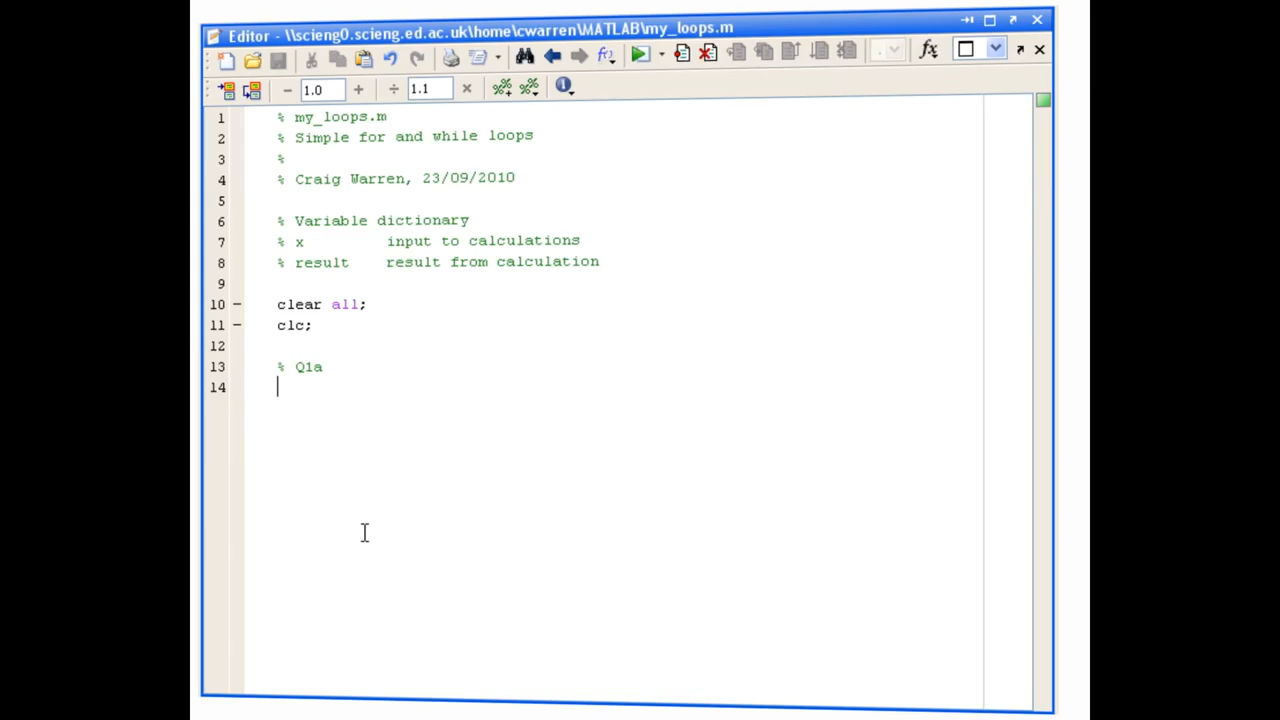 Editor - \\scieng0.scieng.ed.ac.uk\home\cwarren\MATLAB\my_loops.m
1.0
1.1
1 % my_loops.m
2 % Simple for and while loops
3 %
4 % Craig Warren, 23/09/2010
5
6 % Variable dictionary
7 % x input to calculations
8 % result result from calculation
9
10 clear all;
11 clc;
12
13 % Q1a
14